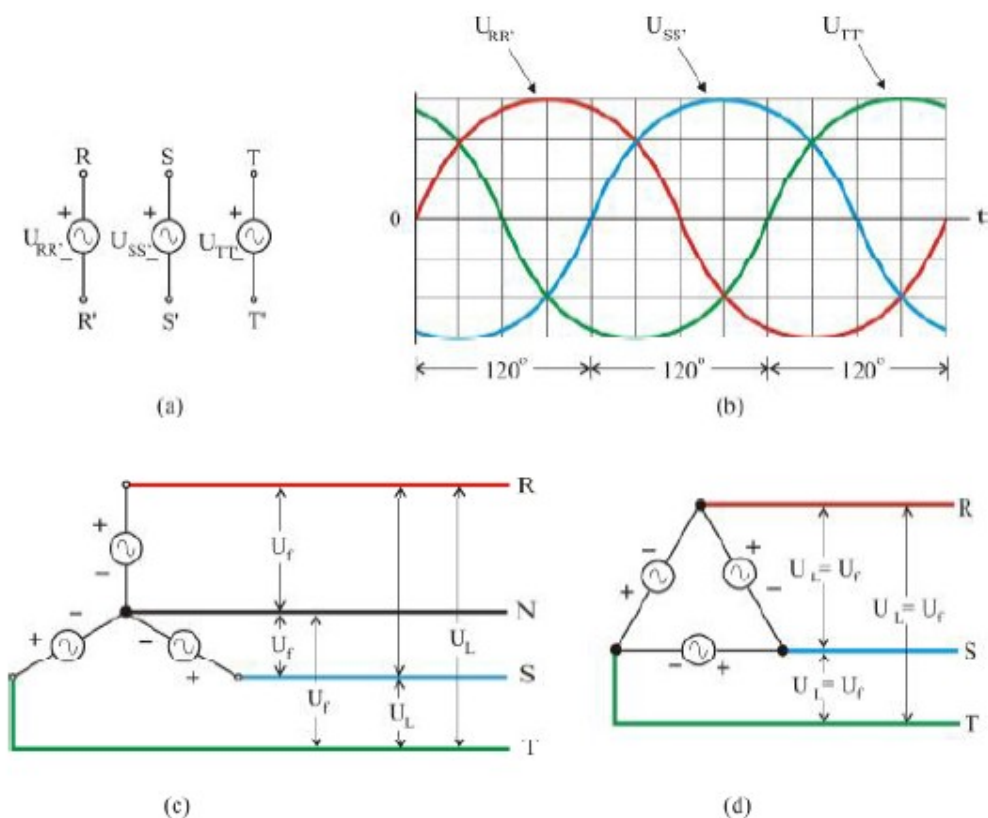 U_RR' U_SS' U_TT'
R S T
+ + +
U_RR' U_SS' U_TT'
- - -
R' S' T'
0 t
120° 120° 120°
(a) (b)
R
+ U_f
-
- N
+ - U_f U_L
+ U_f U_L S
T
R
- +
+ - U_L = U_f
U_L = U_f
- + S
U_L = U_f
T
(c) (d)